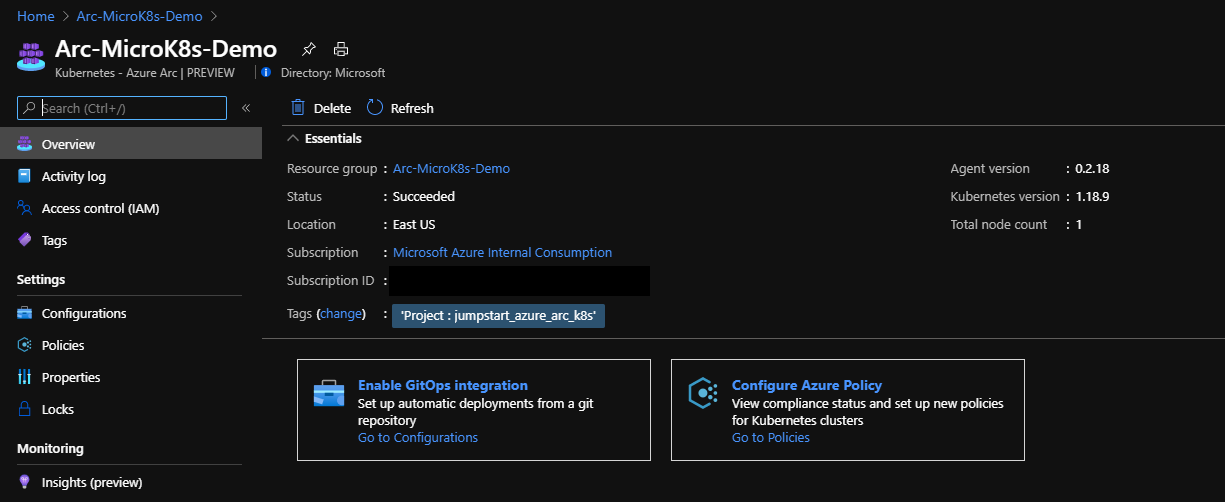 Home > Arc-MicroK8s-Demo >
Arc-MicroK8s-Demo
Kubernetes - Azure Arc | PREVIEW
Directory: Microsoft
Search (Ctrl+/)
«
Delete
Refresh
Overview
Activity log
Access control (IAM)
Tags
Settings
Configurations
Policies
Properties
Locks
Monitoring
Insights (preview)
Essentials
Resource group : Arc-MicroK8s-Demo
Status : Succeeded
Location : East US
Subscription : Microsoft Azure Internal Consumption
Subscription ID :
Tags (change) : 'Project : jumpstart_azure_arc_k8s'
Agent version : 0.2.18
Kubernetes version : 1.18.9
Total node count : 1
Enable GitOps integration
Set up automatic deployments from a git
repository
Go to Configurations
Configure Azure Policy
View compliance status and set up new policies
for Kubernetes clusters
Go to Policies